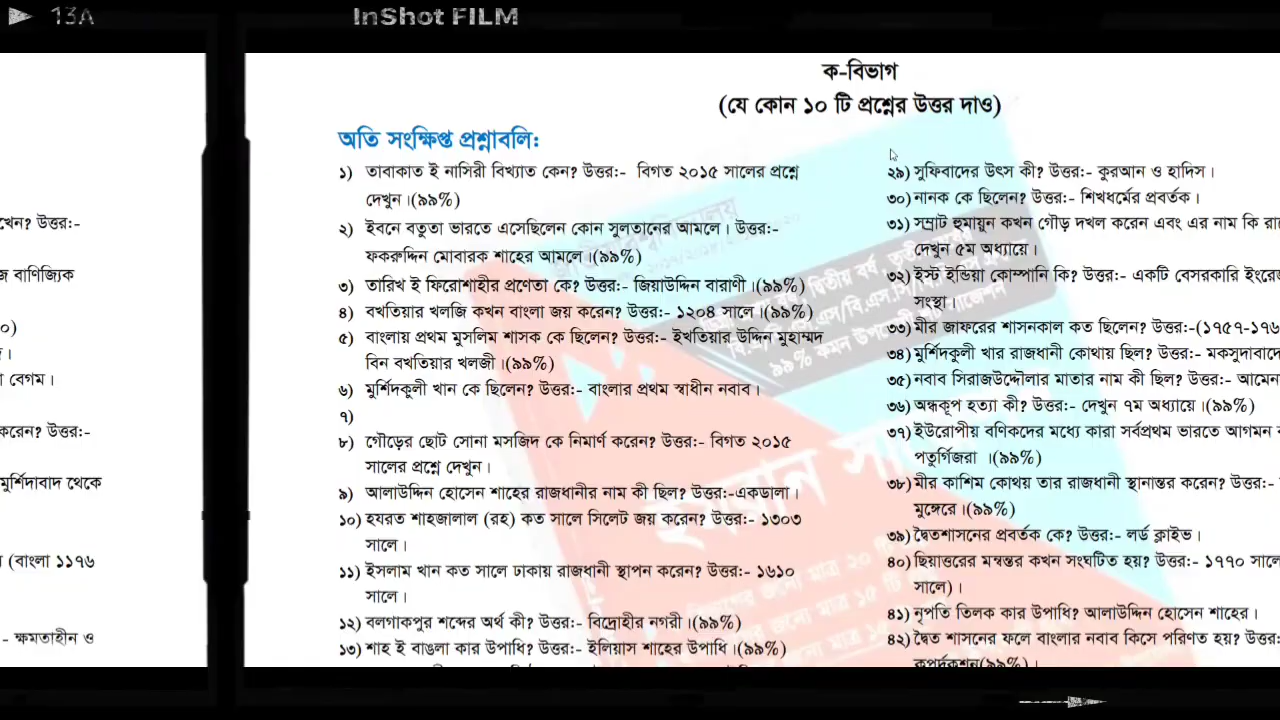 13A
InShot FILM
ক-বিভাগ
(যে কোন ১০ টি প্রশ্নের উত্তর দাও)
অতি সংক্ষিপ্ত প্রশ্নাবলি:
১) তাবাকাত ই নাসিরী বিখ্যাত কেন? উত্তর:- বিগত ২০১৫ সালের প্রশ্নে
দেখুন।(৯৯%)
২) ইবনে বতুতা ভারতে এসেছিলেন কোন সুলতানের আমলে। উত্তর:-
ফকরুদ্দিন মোবারক শাহের আমলে।(৯৯%)
৩) তারিখ ই ফিরোশাহীর প্রণেতা কে? উত্তর:- জিয়াউদ্দিন বারাণী।(৯৯%)
৪) বখতিয়ার খলজি কখন বাংলা জয় করেন? উত্তর:- ১২০৪ সালে।(৯৯%)
৫) বাংলায় প্রথম মুসলিম শাসক কে ছিলেন? উত্তর:- ইখতিয়ার উদ্দিন মুহাম্মদ
বিন বখতিয়ার খলজী।(৯৯%)
৬) মুর্শিদকুলী খান কে ছিলেন? উত্তর:- বাংলার প্রথম স্বাধীন নবাব।
৭)
৮) গৌড়ের ছোট সোনা মসজিদ কে নিমার্ণ করেন? উত্তর:- বিগত ২০১৫
সালের প্রশ্নে দেখুন।
৯) আলাউদ্দিন হোসেন শাহের রাজধানীর নাম কী ছিল? উত্তর:-একডালা।
১০) হযরত শাহজালাল (রহ) কত সালে সিলেট জয় করেন? উত্তর:- ১৩০৩
সালে।
১১) ইসলাম খান কত সালে ঢাকায় রাজধানী স্থাপন করেন? উত্তর:- ১৬১০
সালে।
১২) বলগাকপুর শব্দের অর্থ কী? উত্তর:- বিদ্রোহীর নগরী।(৯৯%)
১৩) শাহ ই বাঙলা কার উপাধি? উত্তর:- ইলিয়াস শাহের উপাধি।(৯৯%)
২৯) সুফিবাদের উৎস কী? উত্তর:- কুরআন ও হাদিস।
৩০) নানক কে ছিলেন? উত্তর:- শিখধর্মের প্রবর্তক।
৩১) সম্রাট হুমায়ুন কখন গৌড় দখল করেন এবং এর নাম কি
দেখুন ৫ম অধ্যায়ে।
৩২) ইস্ট ইন্ডিয়া কোম্পানি কি? উত্তর:- একটি বেসরকারি
সংস্থা।
৩৩) মীর জাফরের শাসনকাল কত ছিলেন? উত্তর:-(১৭৫৭-১৭৬
৩৪) মুর্শিদকুলী খার রাজধানী কোথায় ছিল? উত্তর:- মকসুদাবাদে
৩৫) নবাব সিরাজউদ্দৌলার মাতার নাম কী ছিল? উত্তর:- আমেন
৩৬) অন্ধকূপ হত্যা কী? উত্তর:- দেখুন ৭ম অধ্যায়ে।(৯৯%)
৩৭) ইউরোপীয় বণিকদের মধ্যে কারা সর্বপ্রথম ভারতে আগমন
পতুর্গিজরা ।(৯৯%)
৩৮) মীর কাশিম কোথয় তার রাজধানী স্থানান্তর করেন? উত্তর:-
মুঙ্গেরে।(৯৯%)
৩৯) দ্বৈতশাসনের প্রবর্তক কে? উত্তর:- লর্ড ক্লাইভ।
৪০) ছিয়াত্তরের মন্বন্তর কখন সংঘটিত হয়? উত্তর:- ১৭৭০ সালে
সালে)।
৪১) নৃপতি তিলক কার উপাধি? আলাউদ্দিন হোসেন শাহের।
৪২) দ্বৈত শাসনের ফলে বাংলার নবাব কিসে পরিণত হয়? উত্তর:
খেন? উত্তর:-
জ বাণিজ্যিক
০)
বেগম।
করেন? উত্তর:-
মুর্শিদাবাদ থেকে
(বাংলা ১১৭৬
- ক্ষমতাহীন ও